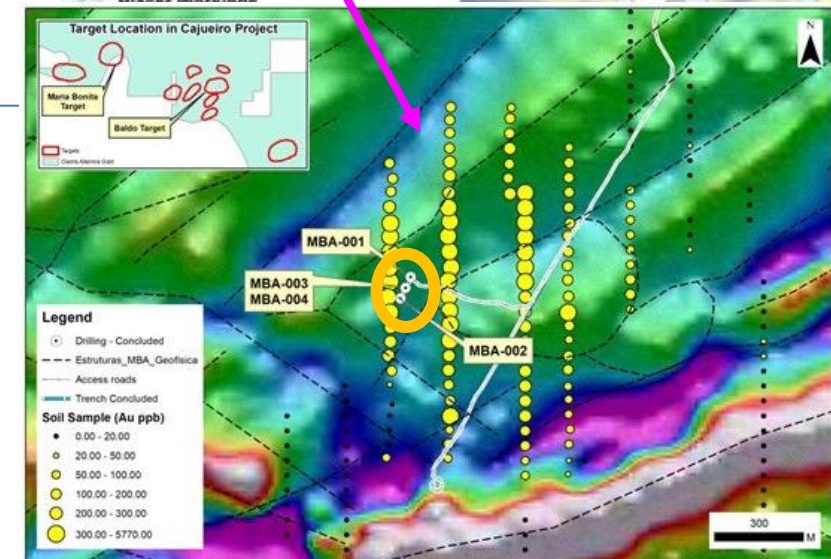 Target Location in Cajueiro Project
Maria Bonita
Target
Baldo Target
Targets
N
MBA-001
MBA-003
MBA-004
MBA-002
Legend
Drilling - Concluded
Estruturas_MBA_Geofisica
Access roads
Trench Concluded
Soil Sample (Au ppb)
0.00 - 20.00
20.00 - 50.00
50.00 - 100.00
100.00 - 200.00
200.00 - 300.00
300.00 - 5770.00
300
M